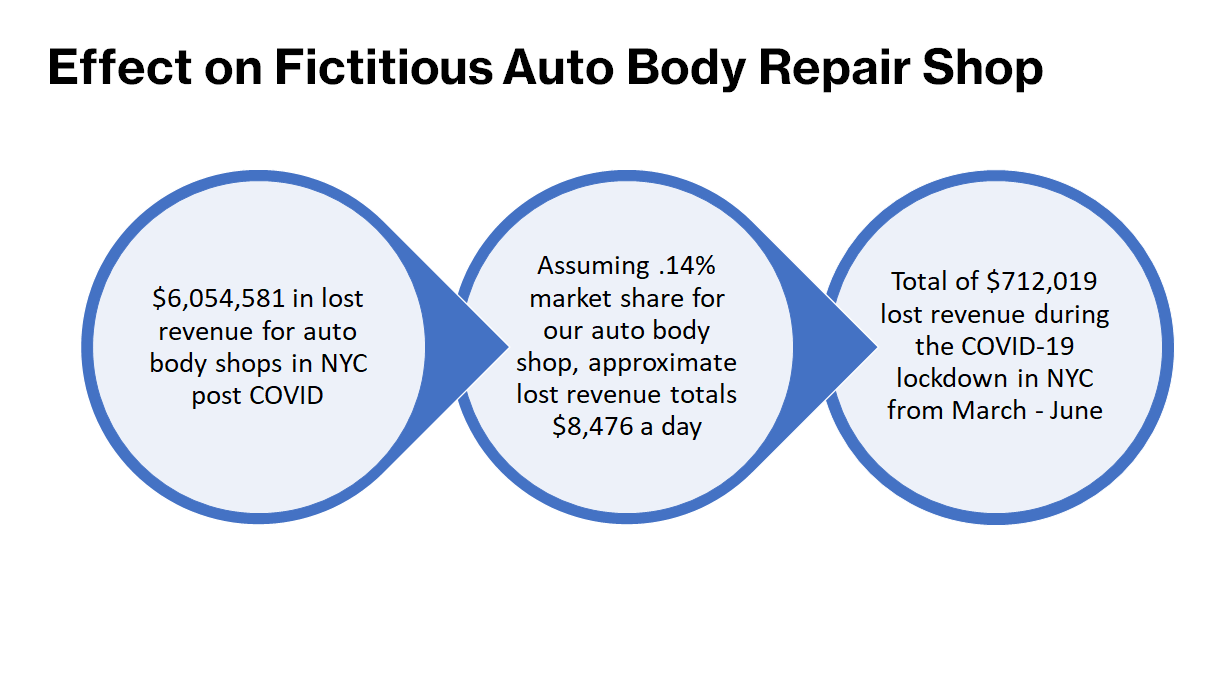 Effect on Fictitious Auto Body Repair Shop
$6,054,581 in lost
revenue for auto
body shops in NYC
post COVID
Assuming .14%
market share for
our auto body
shop, approximate
lost revenue totals
$8,476 a day
Total of $712,019
lost revenue during
the COVID-19
lockdown in NYC
from March - June